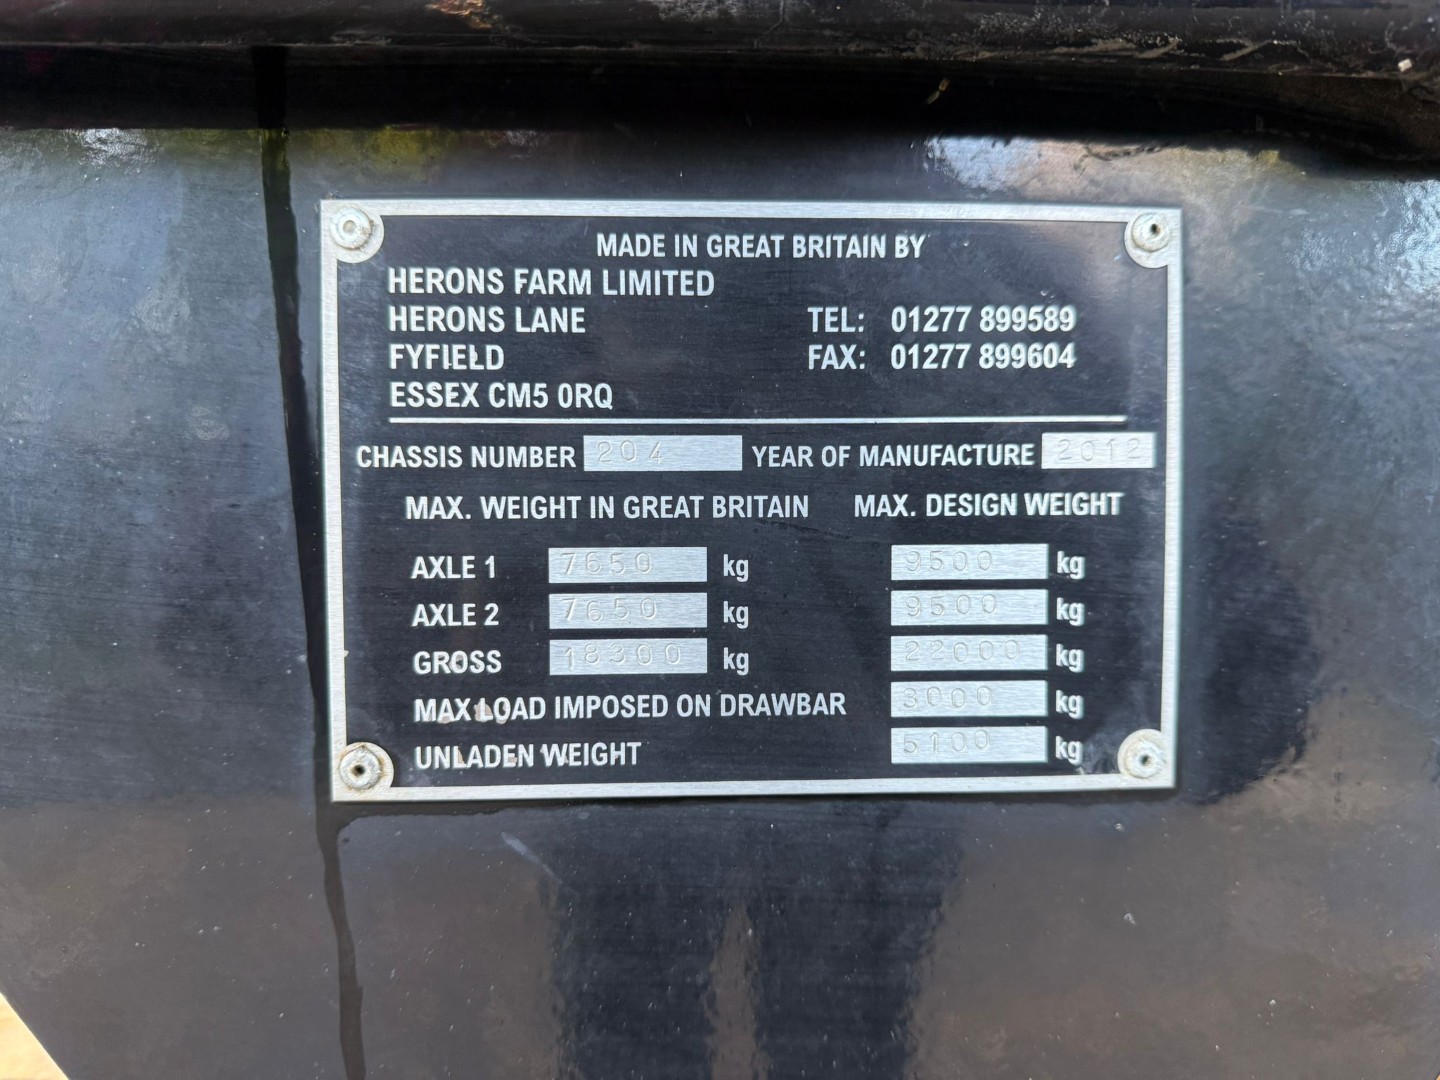 MADE IN GREAT BRITAIN BY
HERONS FARM LIMITED
HERONS LANE TEL: 01277 899589
FYFIELD FAX: 01277 899604
ESSEX CM5 0RQ
CHASSIS NUMBER 204 YEAR OF MANUFACTURE 2012
MAX. WEIGHT IN GREAT BRITAIN MAX. DESIGN WEIGHT
AXLE 1 7650 kg 9500 kg
AXLE 2 7650 kg 9500 kg
GROSS 18300 kg 22000 kg
MAX LOAD IMPOSED ON DRAWBAR 3000 kg
UNLADEN WEIGHT 5100 kg